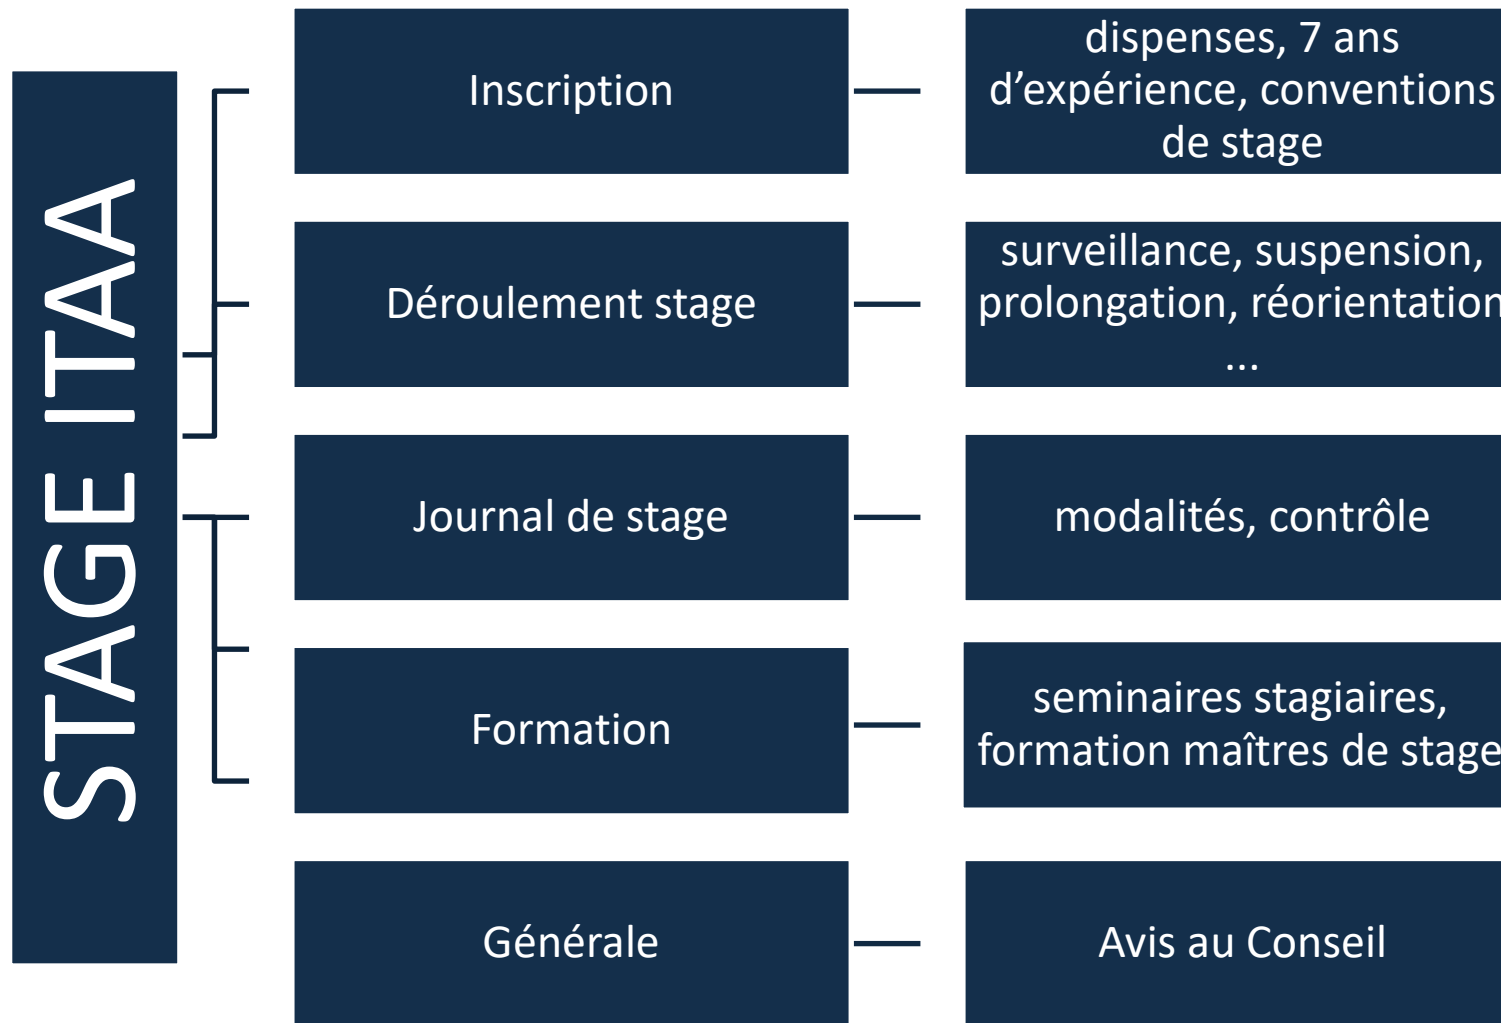 STAGE ITAA
Inscription
dispenses, 7 ans
d’expérience, conventions
de stage
Déroulement stage
surveillance, suspension,
prolongation, réorientation
...
Journal de stage
modalités, contrôle
Formation
seminaires stagiaires,
formation maîtres de stage
Générale
Avis au Conseil